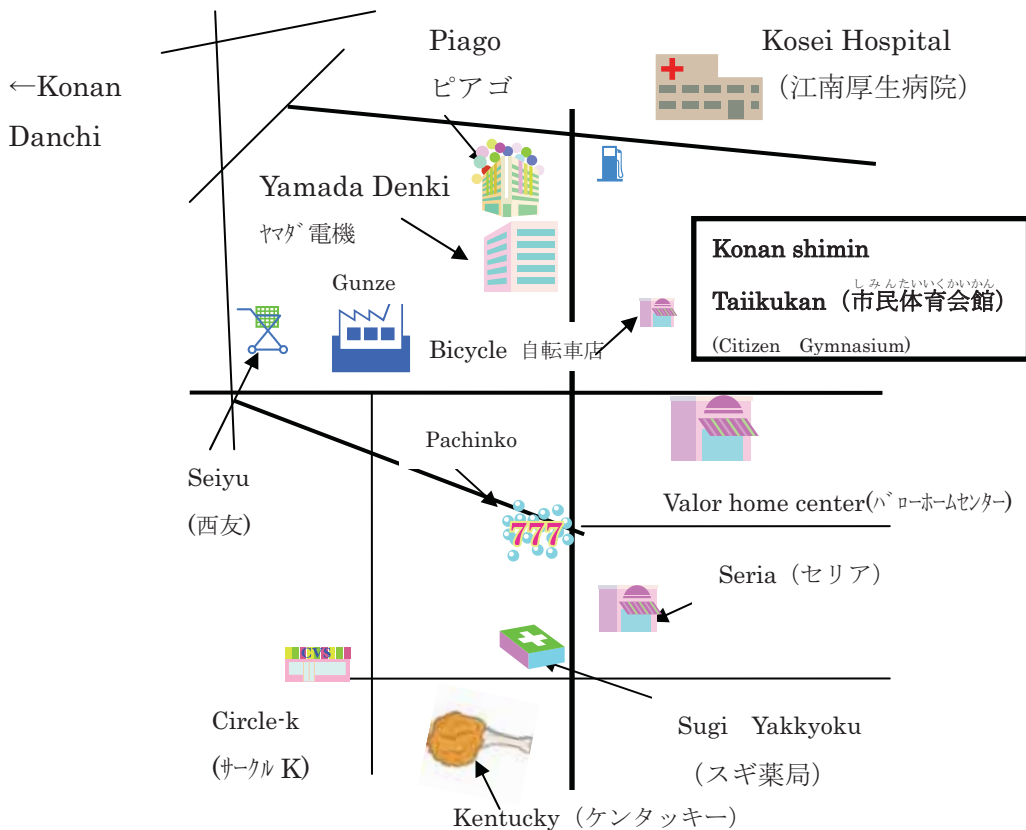 Piago
ピアゴ
Kosei Hospital
（江南厚生病院）
←Konan
Danchi
Yamada Denki
ﾔﾏﾀﾞ電機
Gunze
Konan shimin
しみんたいいくかいかん
Taiikukan（市民体育会館）
(Citizen　Gymnasium)
Bicycle 自転車店
Pachinko
Seiyu
(西友)
Valor home center(ﾊﾞﾛｰﾎｰﾑｾﾝﾀｰ)
777
Seria（セリア）
CVS
Circle-k
(ｻｰｸﾙ K)
Sugi　Yakkyoku
（スギ薬局）
Kentucky（ケンタッキー）